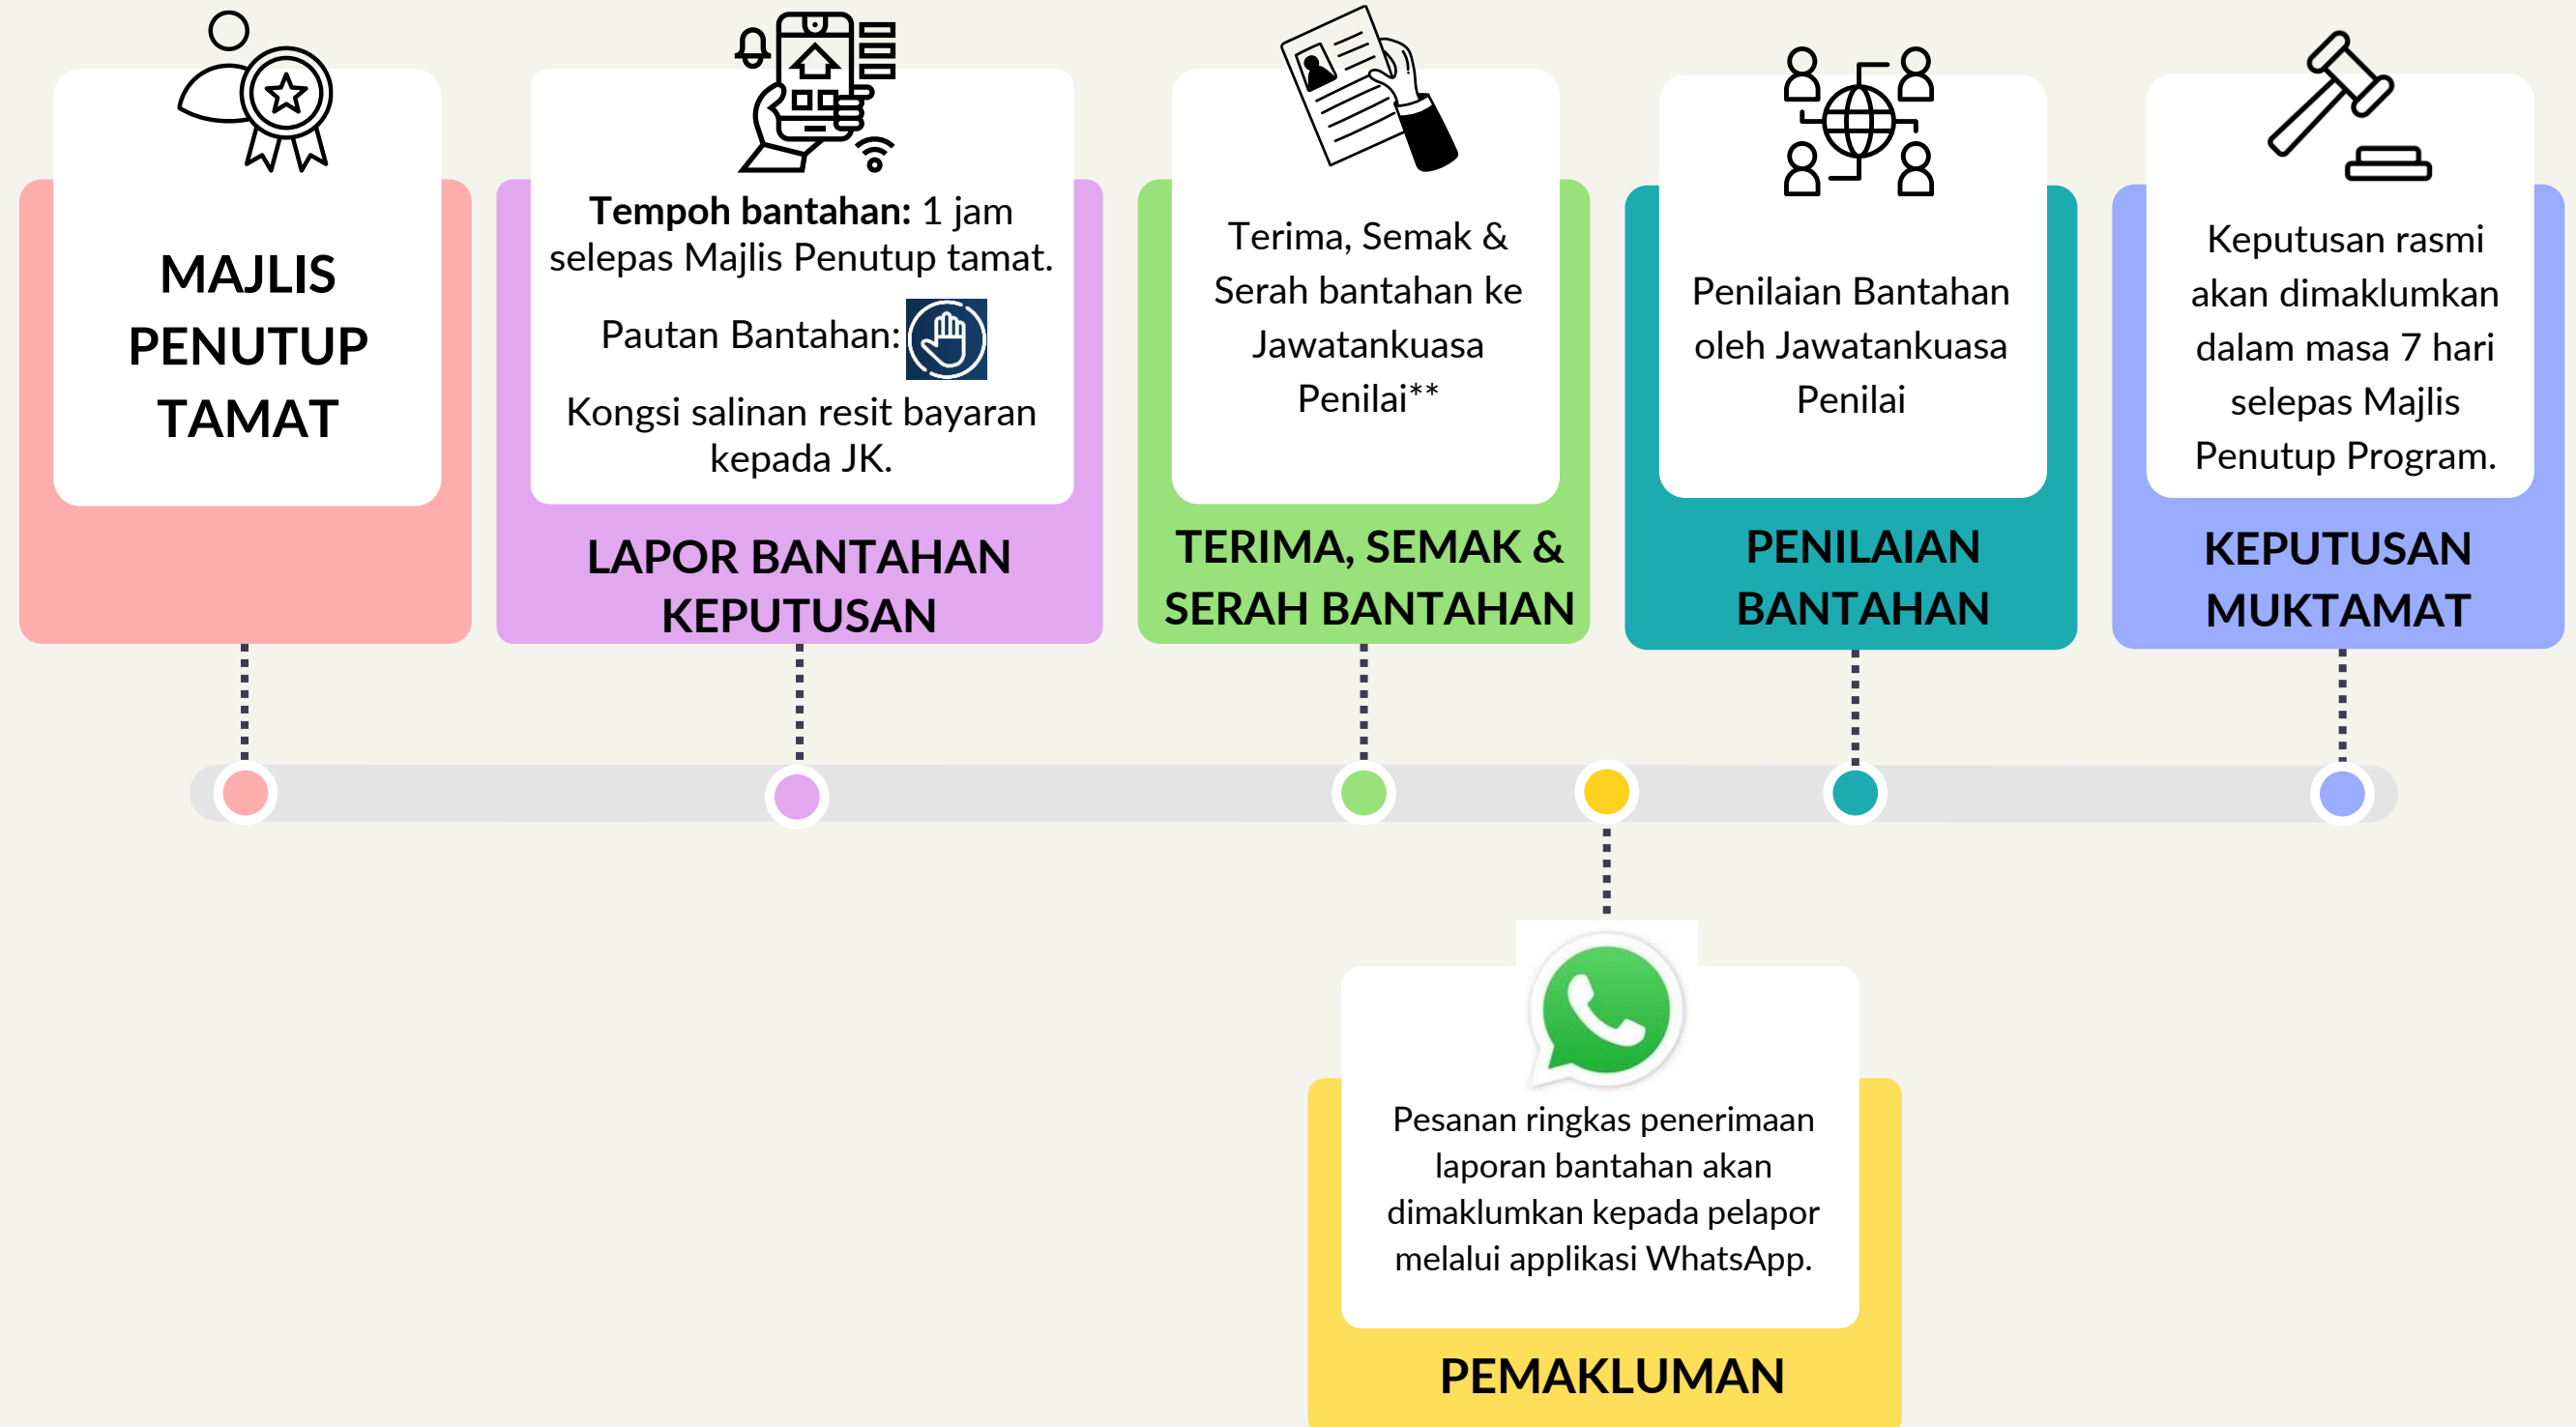 MAJLIS
PENUTUP
TAMAT
Tempoh bantahan: 1 jam
selepas Majlis Penutup tamat.
Pautan Bantahan:
Kongsi salinan resit bayaran
kepada JK.
LAPOR BANTAHAN
KEPUTUSAN
Terima, Semak &
Serah bantahan ke
Jawatankuasa
Penilai**
TERIMA, SEMAK &
SERAH BANTAHAN
Penilaian Bantahan
oleh Jawatankuasa
Penilai
PENILAIAN
BANTAHAN
Keputusan rasmi
akan dimaklumkan
dalam masa 7 hari
selepas Majlis
Penutup Program.
KEPUTUSAN
MUKTAMAT
Pesanan ringkas penerimaan
laporan bantahan akan
dimaklumkan kepada pelapor
melalui applikasi WhatsApp.
PEMAKLUMAN